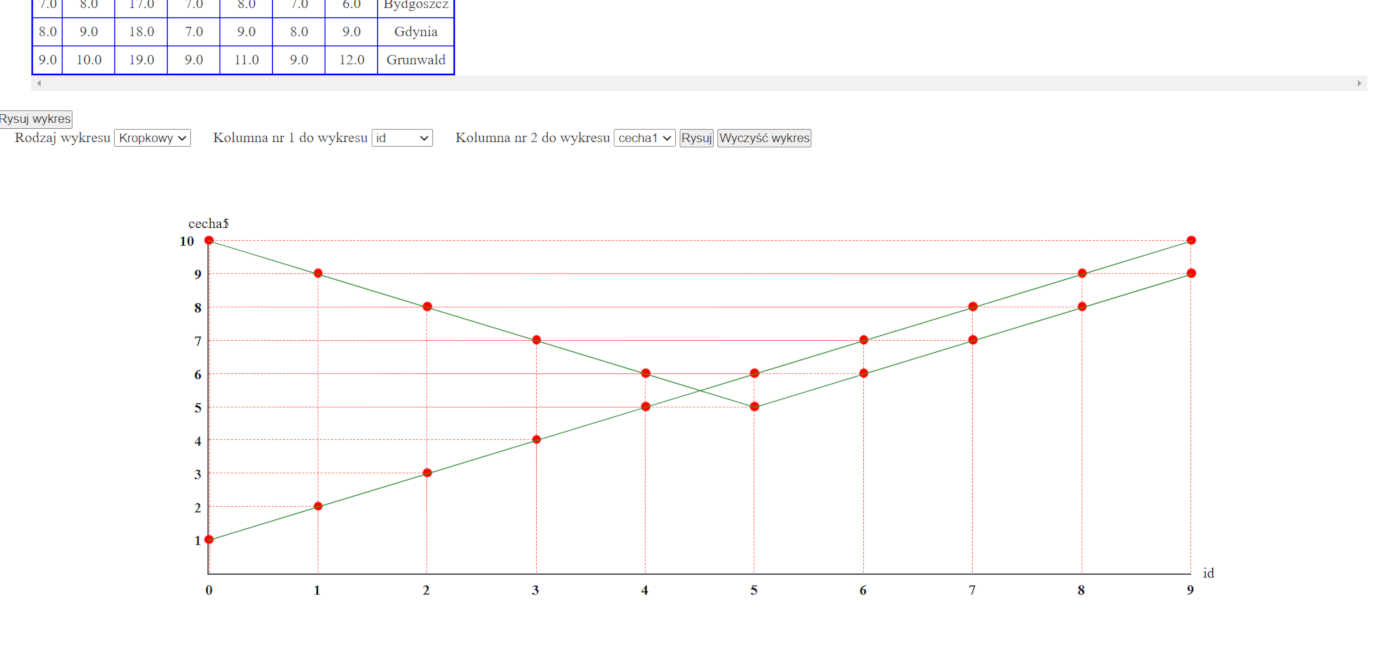 7.0 8.0 17.0 7.0 8.0 7.0 6.0 Bydgoszcz
8.0 9.0 18.0 7.0 9.0 8.0 9.0 Gdynia
9.0 10.0 19.0 9.0 11.0 9.0 12.0 Grunwald
Rysuj wykres
Rodzaj wykresu Kropkowy Kolumna nr 1 do wykresu id Kolumna nr 2 do wykresu cecha1 Rysuj Wyczyść wykres
10
9
8
7
6
5
4
3
2
1
id
0 1 2 3 4 5 6 7 8 9